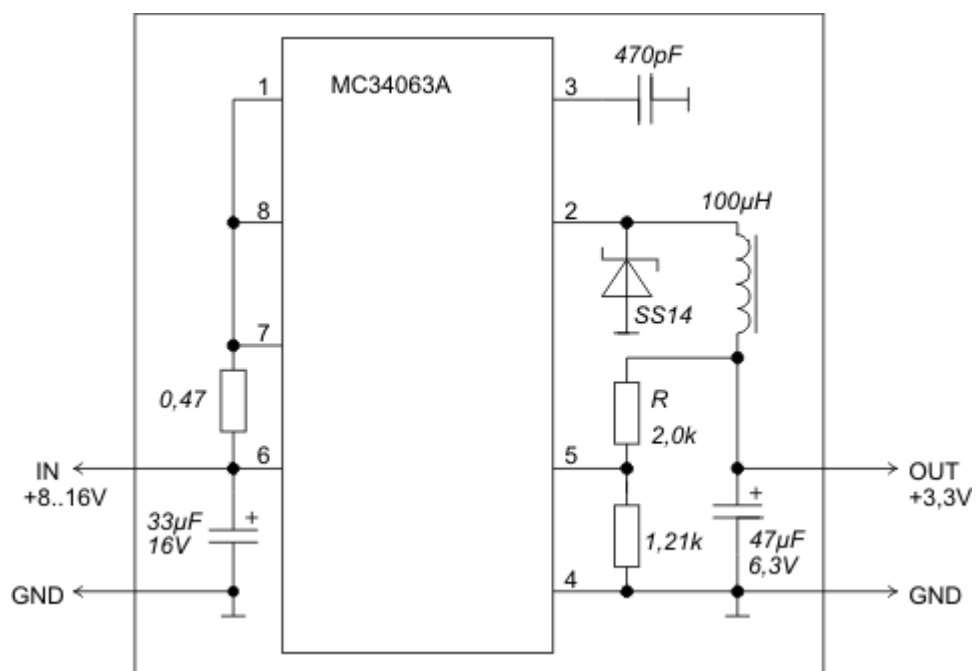 470pF
1
MC34063A
3
8
2
100µH
7
SS14
0,47
R
2,0k
IN
+8..16V
6
5
OUT
+3,3V
33µF
16V
+
1,21k
+
47µF
6,3V
GND
4
GND